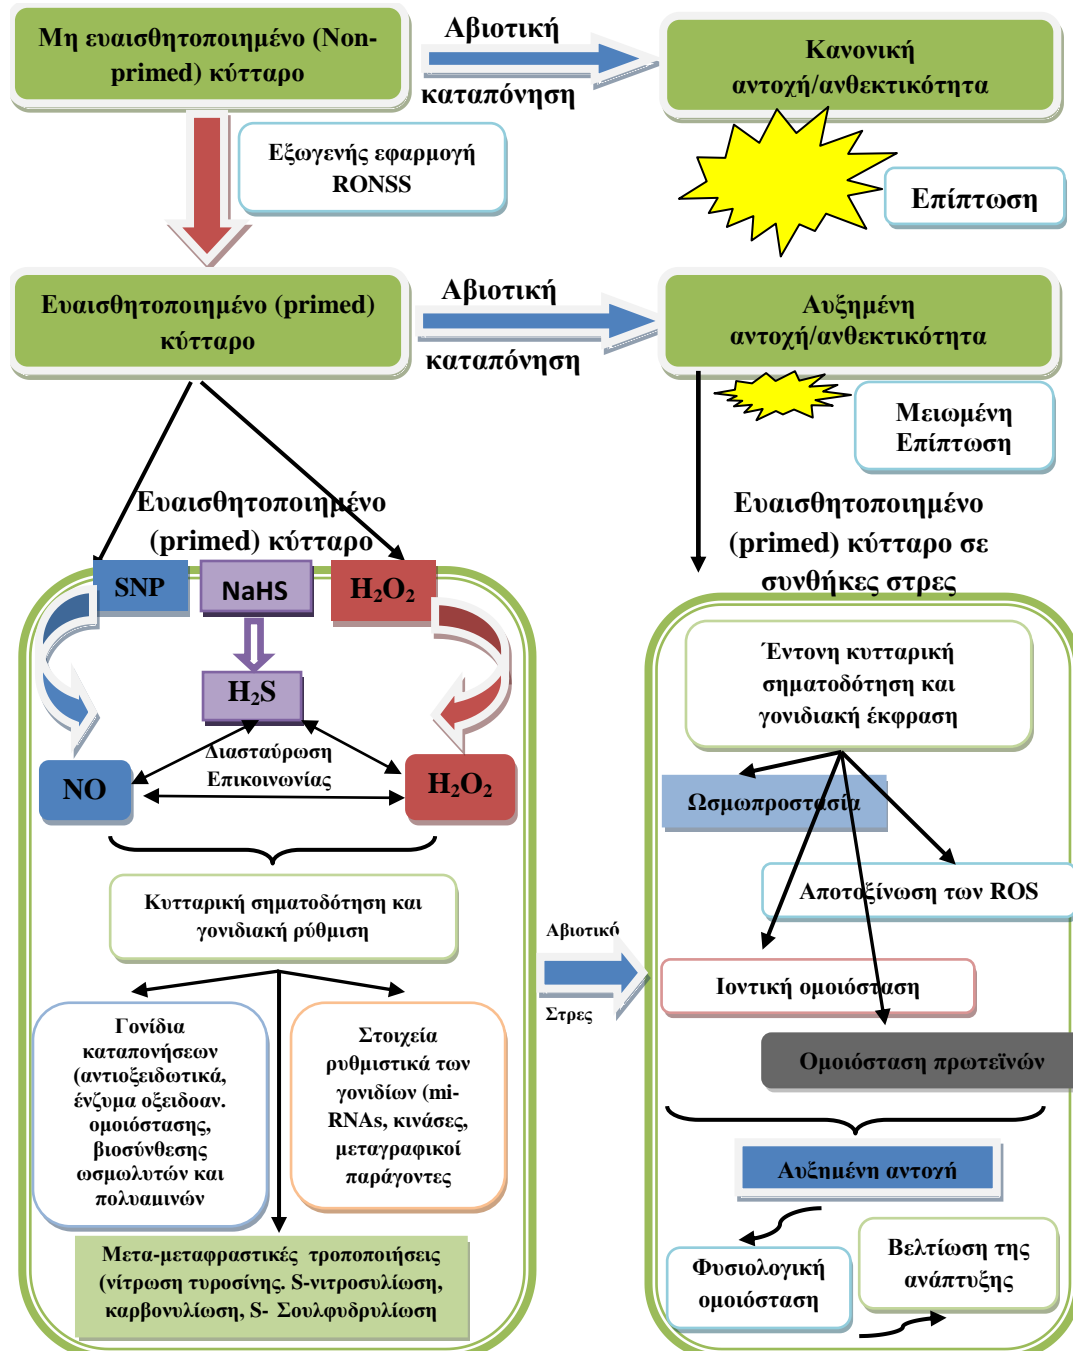 Μη ευαισθητοποιημένο (Non-
primed) κύτταρο
Αβιοτική
καταπόνηση
Κανονική
αντοχή/ανθεκτικότητα
Εξωγενής εφαρμογή
RONSS
Επίπτωση
Ευαισθητοποιημένο (primed)
κύτταρο
Αβιοτική
καταπόνηση
Αυξημένη
αντοχή/ανθεκτικότητα
Μειωμένη
Επίπτωση
Ευαισθητοποιημένο
(primed) κύτταρο
SNP
NaHS
H₂O₂
H₂S
Διασταύρωση
Επικοινωνίας
NO
H₂O₂
Κυτταρική σηματοδότηση και
γονιδιακή ρύθμιση
Γονίδια
καταπονήσεων
(αντιοξειδωτικά,
ένζυμα οξειδοαν.
ομοιόστασης,
βιοσύνθεσης
ωσμωλυτών και
πολυαμινών
Στοιχεία
ρυθμιστικά των
γονιδίων (mi-
RNAs, κινάσες,
μεταγραφικοί
παράγοντες
Μετα-μεταφραστικές τροποποιήσεις
(νίτρωση τυροσίνης. S-νιτροσυλίωση,
καρβονυλίωση, S- Σουλφυδρυλίωση
Αβιοτικό
Στρες
Ευαισθητοποιημένο
(primed) κύτταρο σε
συνθήκες στρες
Έντονη κυτταρική
σηματοδότηση και
γονιδιακή έκφραση
Ωσμωπροστασία
Αποτοξίνωση των ROS
Ιοντική ομοιόσταση
Ομοιόσταση πρωτεϊνών
Αυξημένη αντοχή
Φυσιολογική
ομοιόσταση
Βελτίωση της
ανάπτυξης